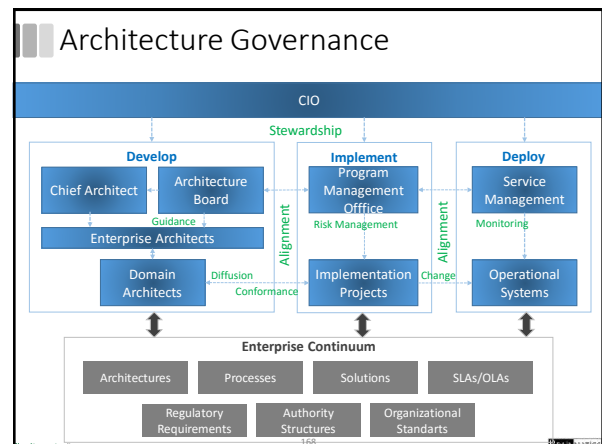 Architecture Governance
CIO
Stewardship
Develop
Implement
Deploy
Chief Architect
Architecture
Board
Program
Management
Offfice
Service
Management
Guidance
Alignment
Risk Management
Alignment
Monitoring
Enterprise Architects
Domain
Architects
Diffusion
Conformance
Implementation
Projects
Change
Operational
Systems
Enterprise Continuum
Architectures
Processes
Solutions
SLAs/OLAs
Regulatory
Requirements
Authority
Structures
Organizational
Standarts
168